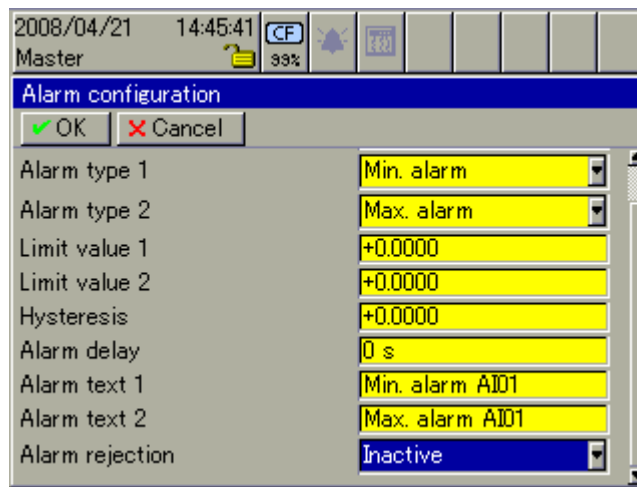 2008/04/21 14:45:41 CF
Master 99%
Alarm configuration
OK Cancel
Alarm type 1 Min. alarm
Alarm type 2 Max. alarm
Limit value 1 +0.0000
Limit value 2 +0.0000
Hysteresis +0.0000
Alarm delay 0 s
Alarm text 1 Min. alarm AI01
Alarm text 2 Max. alarm AI01
Alarm rejection Inactive